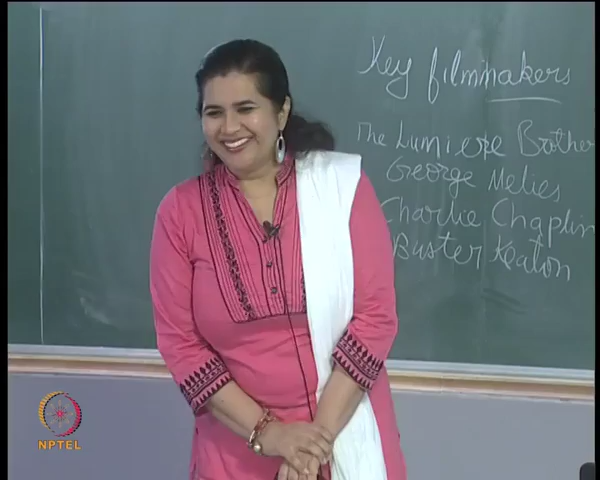 Key filmmakers
The Lumiere Brothe
George Melies
Charlie Chaplin
Buster Keaton
NPTEL